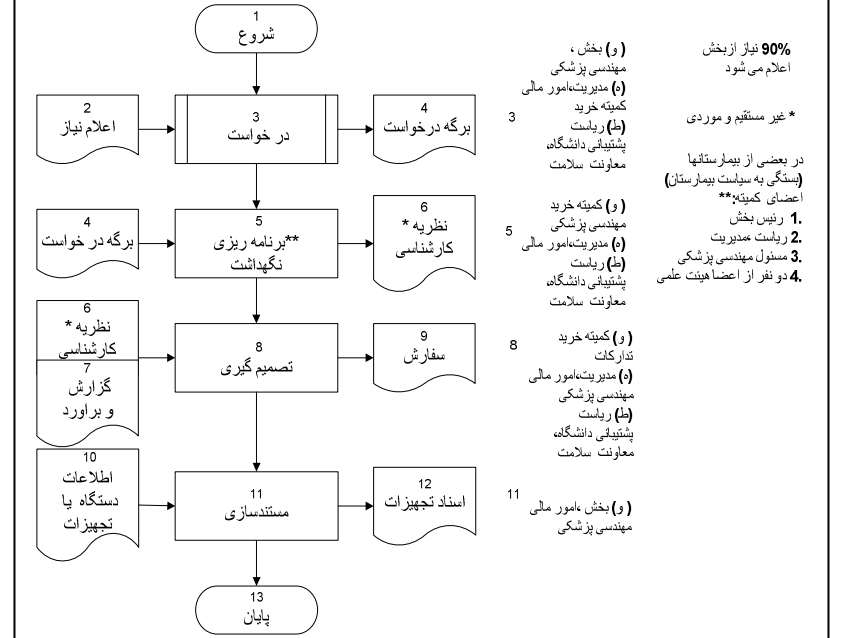 1
شروع
2
اعلام نیاز
3
در خواست
4
برگه درخواست
4
برگه در خواست
5
**برنامه ریزی
نگهداشت
6
نظریه *
کارشناسی
6
نظریه *
کارشناسی
7
گزارش
و براورد
8
تصمیم گیری
9
سفارش
10
اطلاعات
دستگاه یا
تجهیزات
11
مستندسازی
12
اسناد تجهیزات
13
پایان
3
( و) بخش ،
مهندسی پزشکی
(ه) مدیریت،امور مالی
کمیته خرید
(ط) ریاست
پشتیبانی دانشگاه،
معاونت سلامت
5
( و) کمیته خرید
مهندسی پزشکی
(ه) مدیریت،امور مالی
(ط) ریاست
پشتیبانی دانشگاه،
معاونت سلامت
8
( و) کمیته خرید
تدارکات
(ه) مدیریت،امور مالی
مهندسی پزشکی
(ط) ریاست
پشتیبانی دانشگاه،
معاونت سلامت
11
( و) بخش ،امور مالی
مهندسی پزشکی
90% نیاز ازبخش
اعلام می شود
* غیر مستقیم و موردی
در بعضی از بیمارستانها
(بستگی به سیاست بیمارستان)
اعضای کمیته:**
1. رئیس بخش
2. ریاست ،مدیریت
3. مسئول مهندسی پزشکی
4. دو نفر از اعضا هیئت علمی